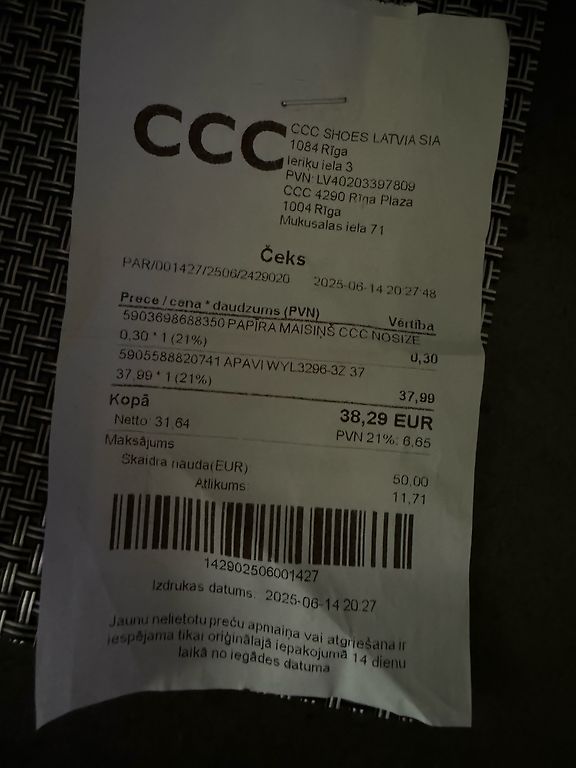 CCC
CCC SHOES LATVIA SIA
1084 Rīga
Ieriķu iela 3
PVN: LV40203397809
CCC 4290 Rīga Plaza
1004 Rīga
Mukusalas iela 71
Čeks
PAR/001427/2506/2429020 2025-06-14 20:27:48
Prece / cena * daudzums (PVN) Vērtība
5903698688350 PAPĪRA MAISIŅŠ CCC NOSIZE
0,30 * 1 (21%) 0,30
5905588820741 APAVI WYL3296-3Z 37
37,99 * 1 (21%) 37,99
Kopā 38,29 EUR
Netto: 31,64 PVN 21%: 6,65
Maksājums
Skaidra nauda(EUR) 50,00
Atlikums: 11,71
142902506001427
Izdrukas datums: 2025-06-14 20:27
Jaunu nelietotu preču apmaiņa vai atgriešana ir
iespējama tikai oriģinālajā iepakojumā 14 dienu
laikā no iegādes datuma